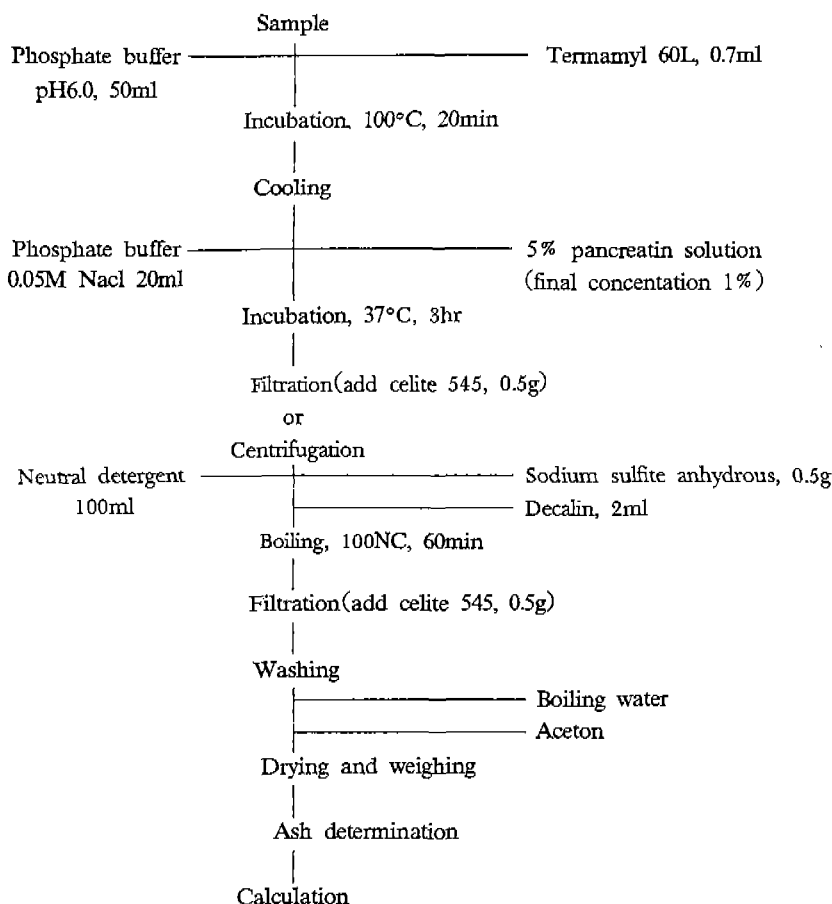 Sample
Phosphate buffer
pH6.0, 50ml
Termamyl 60L, 0.7ml
Incubation, 100°C, 20min
Cooling
Phosphate buffer
0.05M Nacl 20ml
5% pancreatin solution
(final concentation 1%)
Incubation, 37°C, 3hr
Filtration(add celite 545, 0.5g)
or
Centrifugation
Neutral detergent
100ml
Sodium sulfite anhydrous, 0.5g
Decalin, 2ml
Boiling, 100NC, 60min
Filtration(add celite 545, 0.5g)
Washing
Boiling water
Aceton
Drying and weighing
Ash determination
Calculation